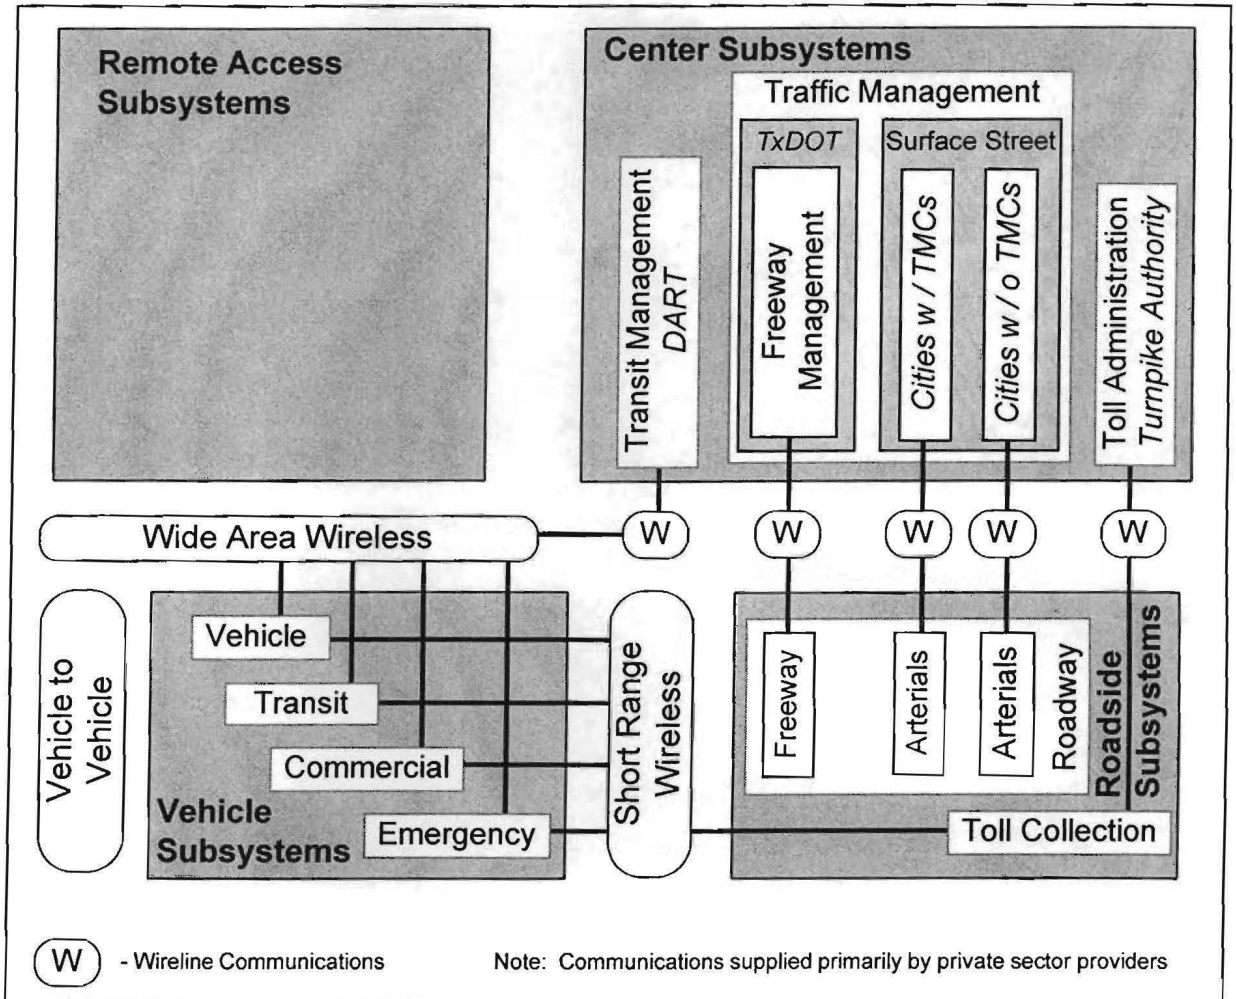 Remote Access
Subsystems
Center Subsystems
Traffic Management
TxDOT
Surface Street
Transit Management
DART
Freeway
Management
Cities w / TMCs
Cities w / o TMCs
Toll Administration
Turnpike Authority
Wide Area Wireless
W
W
W
W
W
Vehicle to
Vehicle
Vehicle
Transit
Commercial
Emergency
Vehicle
Subsystems
Short Range
Wireless
Freeway
Arterials
Arterials
Roadway
Roadside
Subsystems
Toll Collection
W - Wireline Communications
Note: Communications supplied primarily by private sector providers